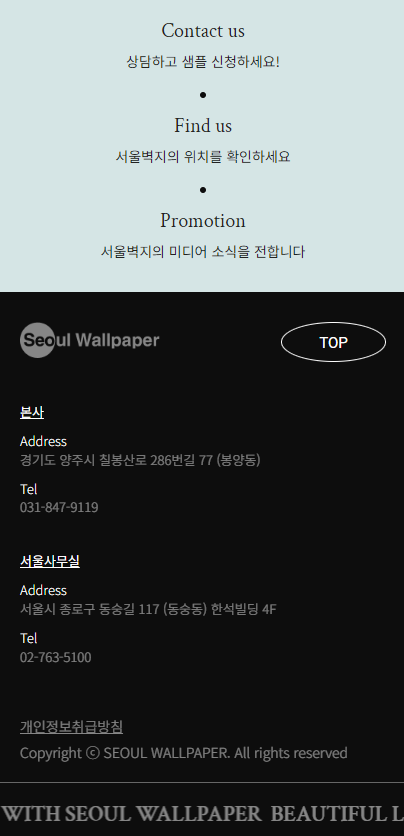 Contact us
상담하고 샘플 신청하세요!
Find us
서울벽지의 위치를 확인하세요
Promotion
서울벽지의 미디어 소식을 전합니다
Seoul Wallpaper
TOP
본사
Address
경기도 양주시 칠봉산로 286번길 77 (봉양동)
Tel
031-847-9119
서울사무실
Address
서울시 종로구 동숭길 117 (동숭동) 한석빌딩 4F
Tel
02-763-5100
개인정보취급방침
Copyright ⓒ SEOUL WALLPAPER. All rights reserved
WITH SEOUL WALLPAPER BEAUTIFUL L